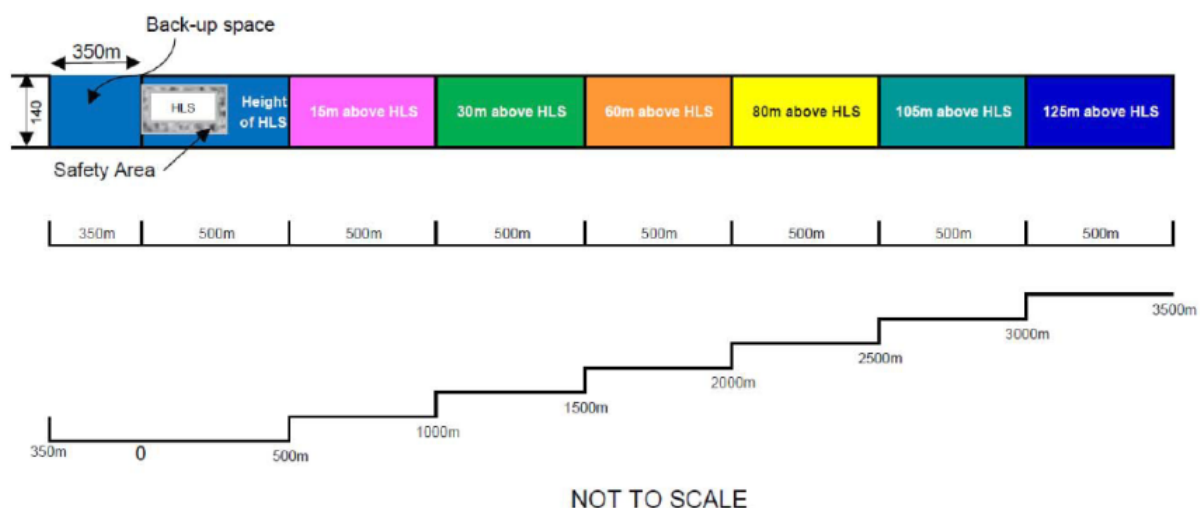 Back-up space
350m
140
HLS
Height
of HLS
15m above HLS
30m above HLS
60m above HLS
80m above HLS
105m above HLS
125m above HLS
Safety Area
350m
500m
500m
500m
500m
500m
500m
500m
3500m
3000m
2500m
2000m
1500m
1000m
350m
0
500m
NOT TO SCALE